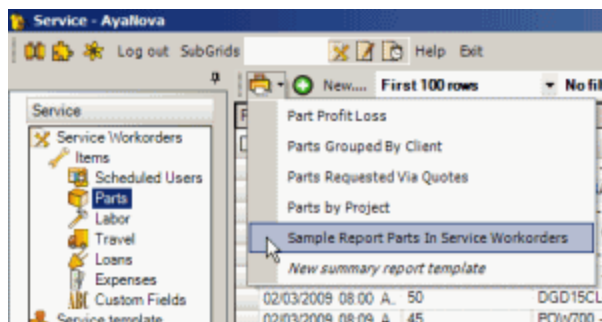 Service - AyaNova
Log out SubGrids Help Exit
New.... First 100 rows No fil
Service
Service Workorders
Items
Scheduled Users
Parts
Labor
Travel
Loans
Expenses
Custom Fields
Service template
Part Profit Loss
Parts Grouped By Client
Parts Requested Via Quotes
Parts by Project
Sample Report Parts In Service Workorders
New summary report template
02/03/2009 08:00 A. 50 DGD15CL
02/03/2009 08:09 A. 45 POW700 -